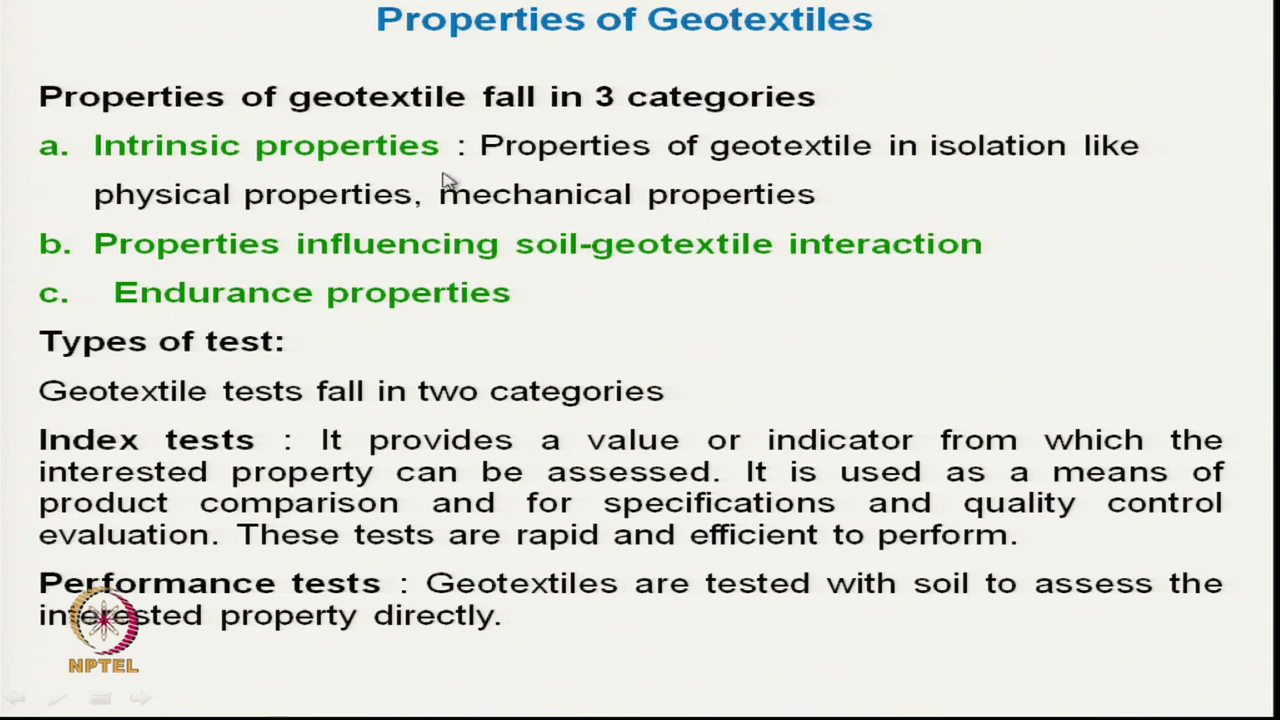 Properties of Geotextiles
Properties of geotextile fall in 3 categories
a. Intrinsic properties : Properties of geotextile in isolation like
physical properties, mechanical properties
b. Properties influencing soil-geotextile interaction
c. Endurance properties
Types of test:
Geotextile tests fall in two categories
Index tests : It provides a value or indicator from which the
interested property can be assessed. It is used as a means of
product comparison and for specifications and quality control
evaluation. These tests are rapid and efficient to perform.
Performance tests : Geotextiles are tested with soil to assess the
interested property directly.
NPTEL